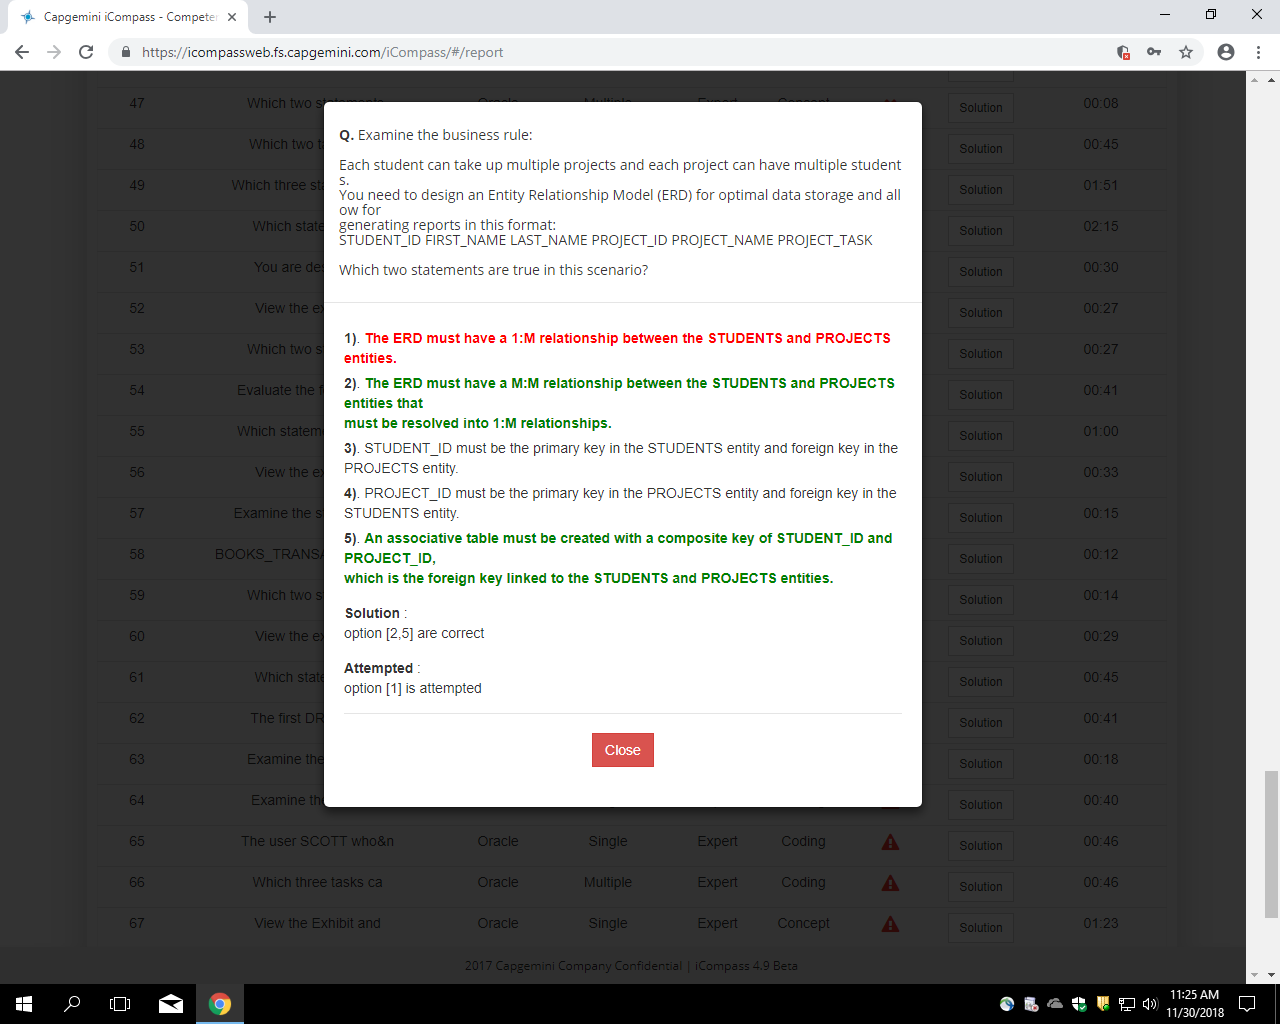 Capgemini iCompass - Competer
https://icompassweb.fs.capgemini.com/iCompass/#/report
47 Which two statements Oracle Multiple Expert Concept Solution 00:08
48 Which two t Solution 00:45
49 Which three sta Solution 01:51
50 Which state Solution 02:15
51 You are de Solution 00:30
52 View the ex Solution 00:27
53 Which two s Solution 00:27
54 Evaluate the f Solution 00:41
55 Which statem Solution 01:00
56 View the ex Solution 00:33
57 Examine the s Solution 00:15
58 BOOKS_TRANSA Solution 00:12
59 Which two s Solution 00:14
60 View the e Solution 00:29
61 Which state Solution 00:45
62 The first DR Solution 00:41
63 Examine the Solution 00:18
64 Examine th Solution 00:40
65 The user SCOTT who&n Oracle Single Expert Coding Solution 00:46
66 Which three tasks ca Oracle Multiple Expert Coding Solution 00:46
67 View the Exhibit and Oracle Single Expert Concept Solution 01:23
Q. Examine the business rule:
Each student can take up multiple projects and each project can have multiple student
s.
You need to design an Entity Relationship Model (ERD) for optimal data storage and all
ow for
generating reports in this format:
STUDENT_ID FIRST_NAME LAST_NAME PROJECT_ID PROJECT_NAME PROJECT_TASK
Which two statements are true in this scenario?
1). The ERD must have a 1:M relationship between the STUDENTS and PROJECTS
entities.
2). The ERD must have a M:M relationship between the STUDENTS and PROJECTS
entities that
must be resolved into 1:M relationships.
3). STUDENT_ID must be the primary key in the STUDENTS entity and foreign key in the
PROJECTS entity.
4). PROJECT_ID must be the primary key in the PROJECTS entity and foreign key in the
STUDENTS entity.
5). An associative table must be created with a composite key of STUDENT_ID and
PROJECT_ID,
which is the foreign key linked to the STUDENTS and PROJECTS entities.
Solution :
option [2,5] are correct
Attempted :
option [1] is attempted
Close
2017 Capgemini Company Confidential | iCompass 4.9 Beta
11:25 AM
11/30/2018